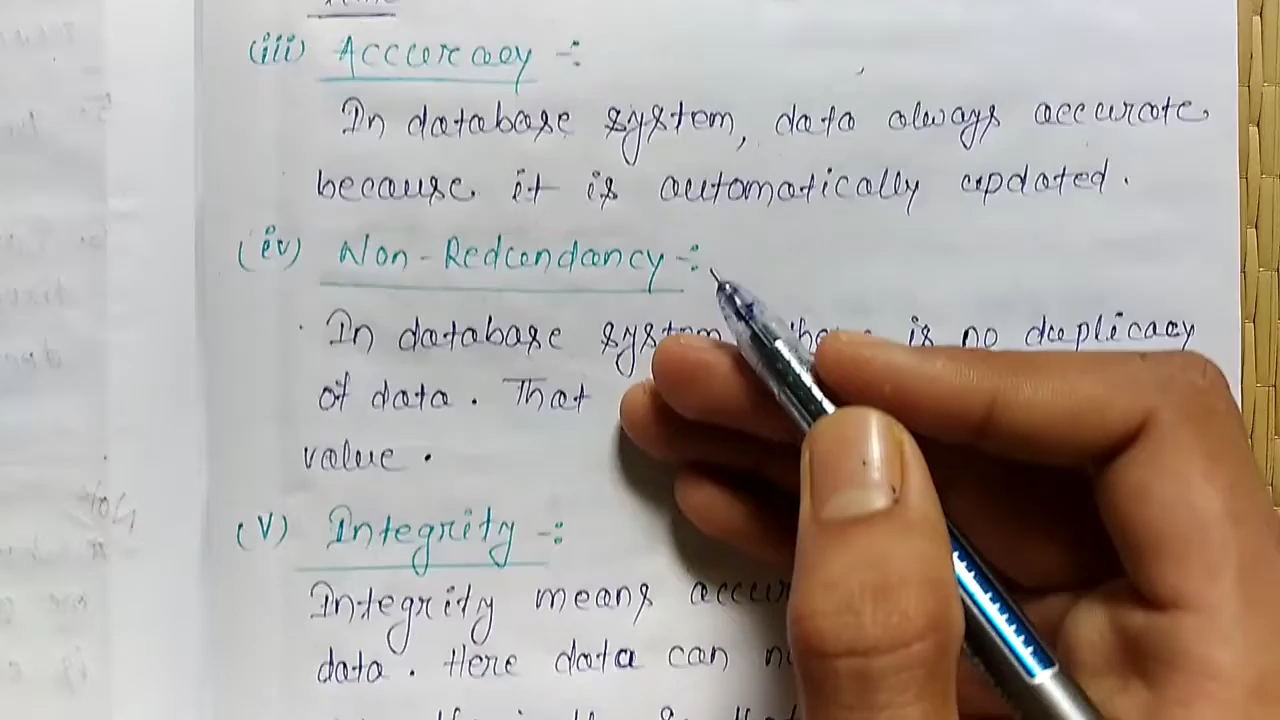 (iii) Accuracy -:
In database system, data always accurate
because it is automatically updated.
(iv) Non-Redundancy -:
In database system is no duplicacy
of data. That
value.
(v) Integrity -:
Integrity means
data. Here data can